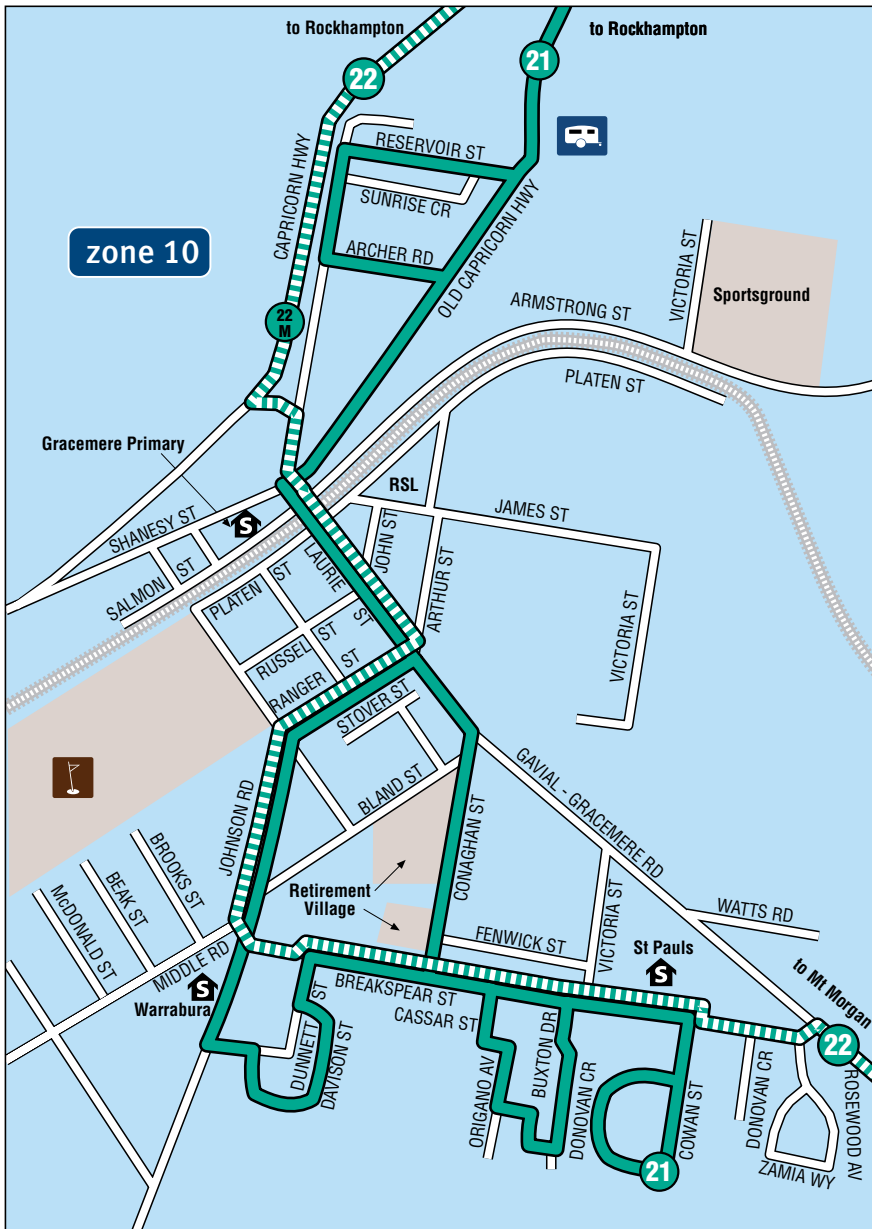 to Rockhampton
to Rockhampton
22
21
CAPRICORN HWY
RESERVOIR ST
SUNRISE CR
ARCHER RD
OLD CAPRICORN HWY
zone 10
VICTORIA ST
Sportsground
ARMSTRONG ST
PLATEN ST
22
M
Gracemere Primary
RSL
SHANESY ST
S
JAMES ST
SALMON ST
PLATEN ST
LAURIE ST
JOHN ST
ARTHUR ST
VICTORIA ST
RUSSEL ST
RANGER ST
STOVER ST
BLAND ST
GAVIAL - GRACEMERE RD
JOHNSON RD
CONAGHAN ST
BROOKS ST
BEAK ST
McDONALD ST
MIDDLE RD
Retirement
Village
VICTORIA ST
WATTS RD
FENWICK ST
St Pauls
S
S
Warrabura
to Mt Morgan
22
BREAKSPEAR ST
CASSAR ST
DUNNETT ST
DAVISON ST
ORIGANO AV
BUXTON DR
DONOVAN CR
COWAN ST
DONOVAN CR
ROSEWOOD AV
ZAMIA WY
21